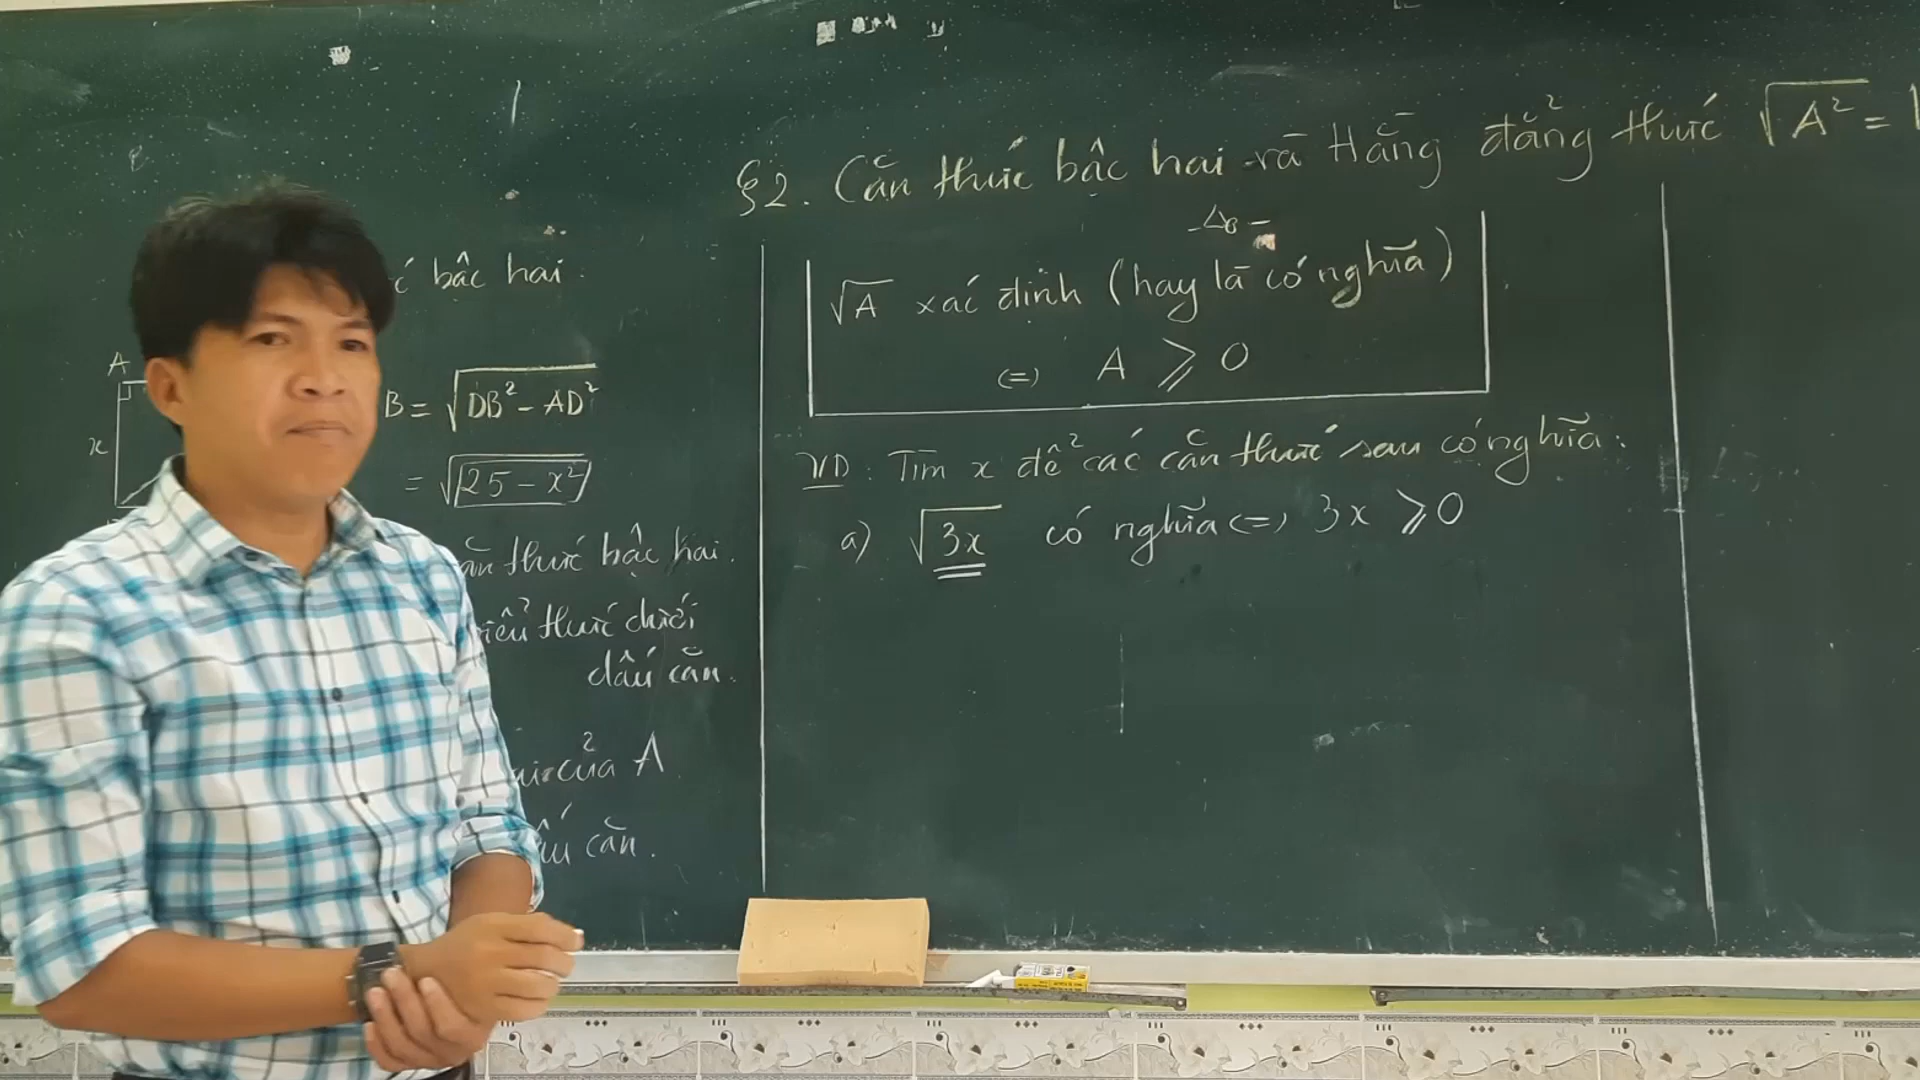 §2. Căn thức bậc hai và Hằng đẳng thức √A² =
bậc hai:
A
x
B = √DB² - AD²
= √25 - x²
căn thức bậc hai.
biểu thức dưới
dấu căn.
của A
căn.
√A xác định (hay là có nghĩa)
<=> A ⩾ 0
VD: Tìm x để các căn thức sau có nghĩa:
a) √3x có nghĩa <=> 3x ⩾ 0